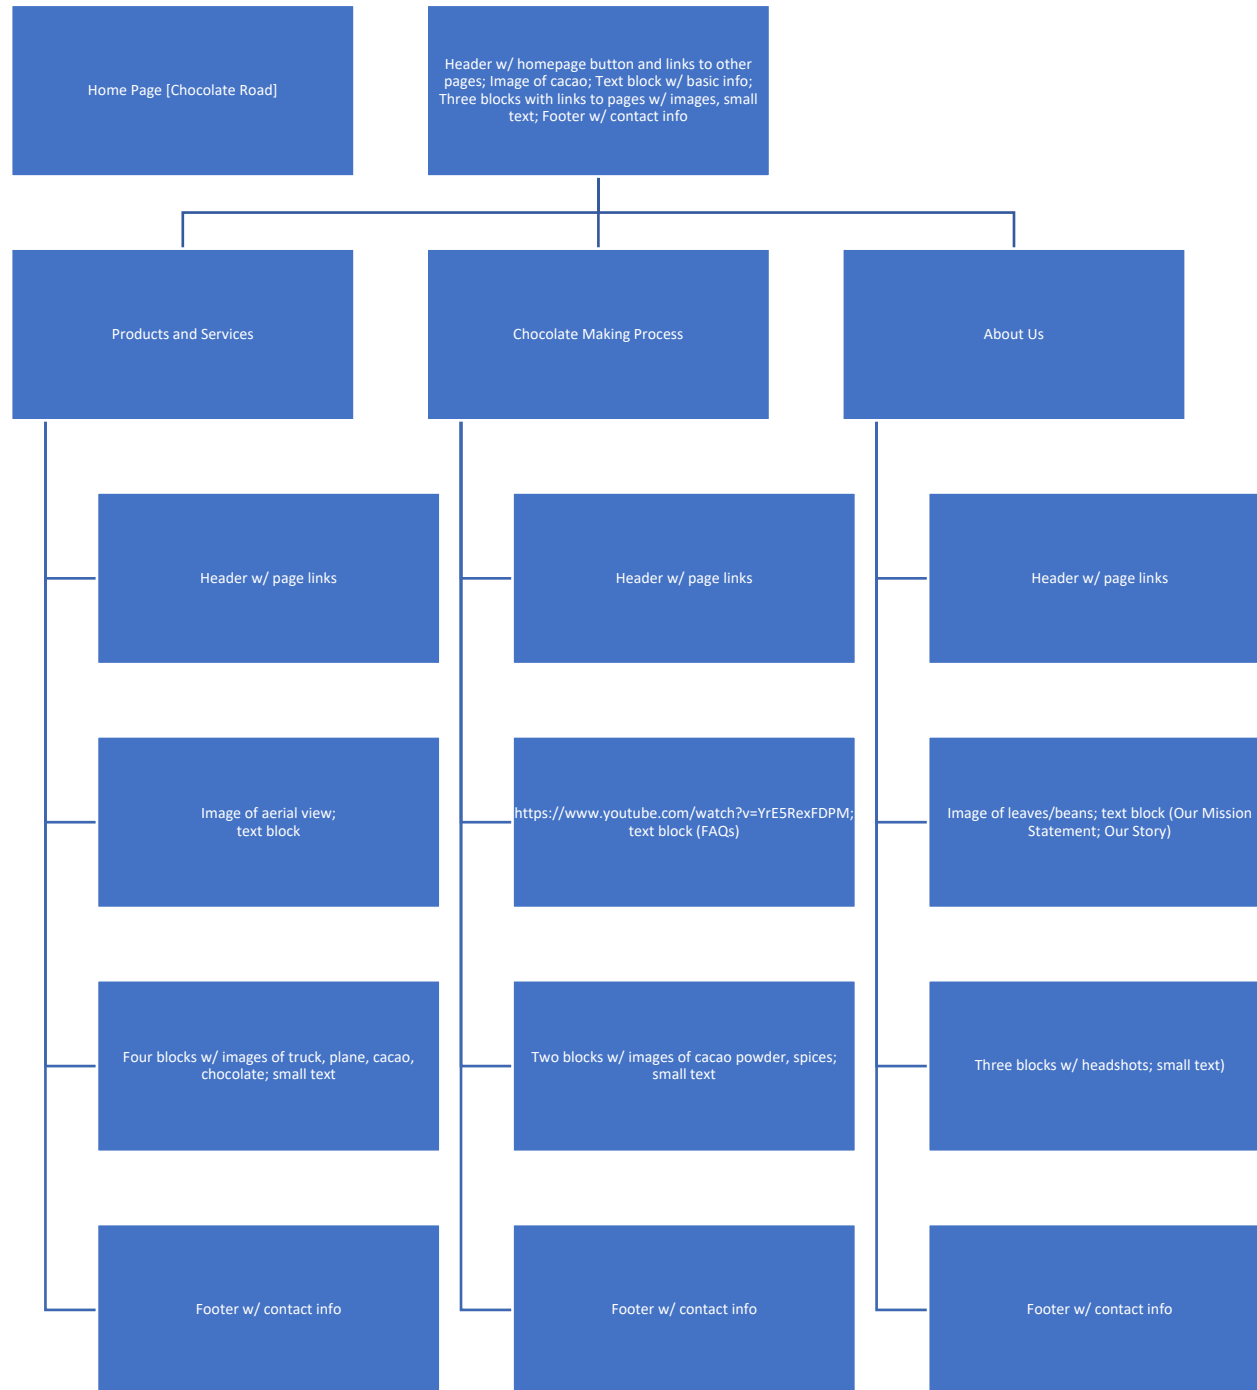 Home Page [Chocolate Road]
Header w/ homepage button and links to other
pages; Image of cacao; Text block w/ basic info;
Three blocks with links to pages w/ images, small
text; Footer w/ contact info
Products and Services
Chocolate Making Process
About Us
Header w/ page links
Header w/ page links
Header w/ page links
Image of aerial view;
text block
https://www.youtube.com/watch?v=YrE5RexFDPM;
text block (FAQs)
Image of leaves/beans; text block (Our Mission
Statement; Our Story)
Four blocks w/ images of truck, plane, cacao,
chocolate; small text
Two blocks w/ images of cacao powder, spices;
small text
Three blocks w/ headshots; small text)
Footer w/ contact info
Footer w/ contact info
Footer w/ contact info